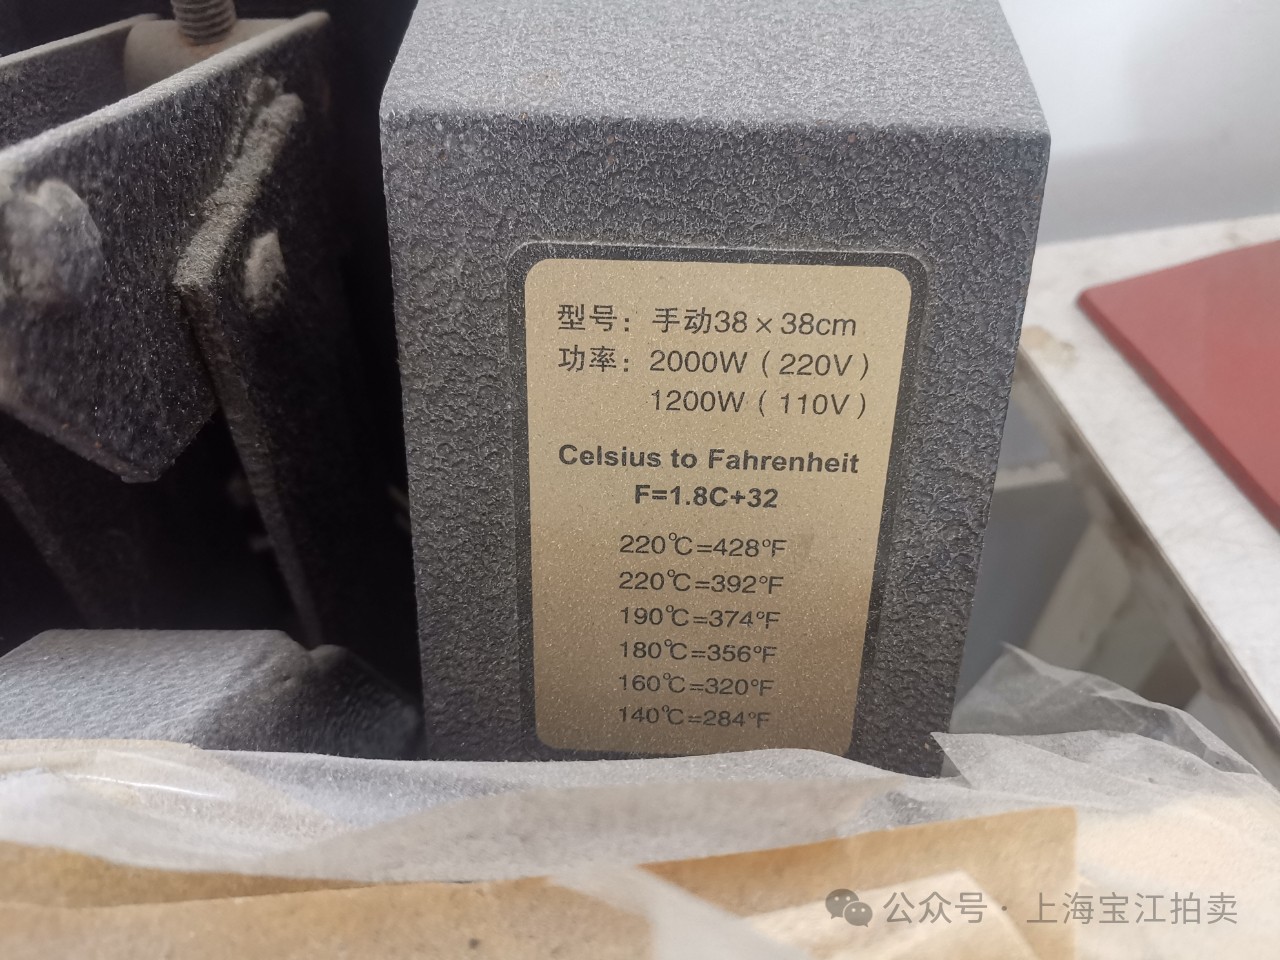 型号：手动38×38cm
功率：2000W（220V）
1200W（110V）
Celsius to Fahrenheit
F=1.8C+32
220℃=428°F
220℃=392°F
190℃=374°F
180℃=356°F
160℃=320°F
140℃=284°F
公众号·上海宝江拍卖